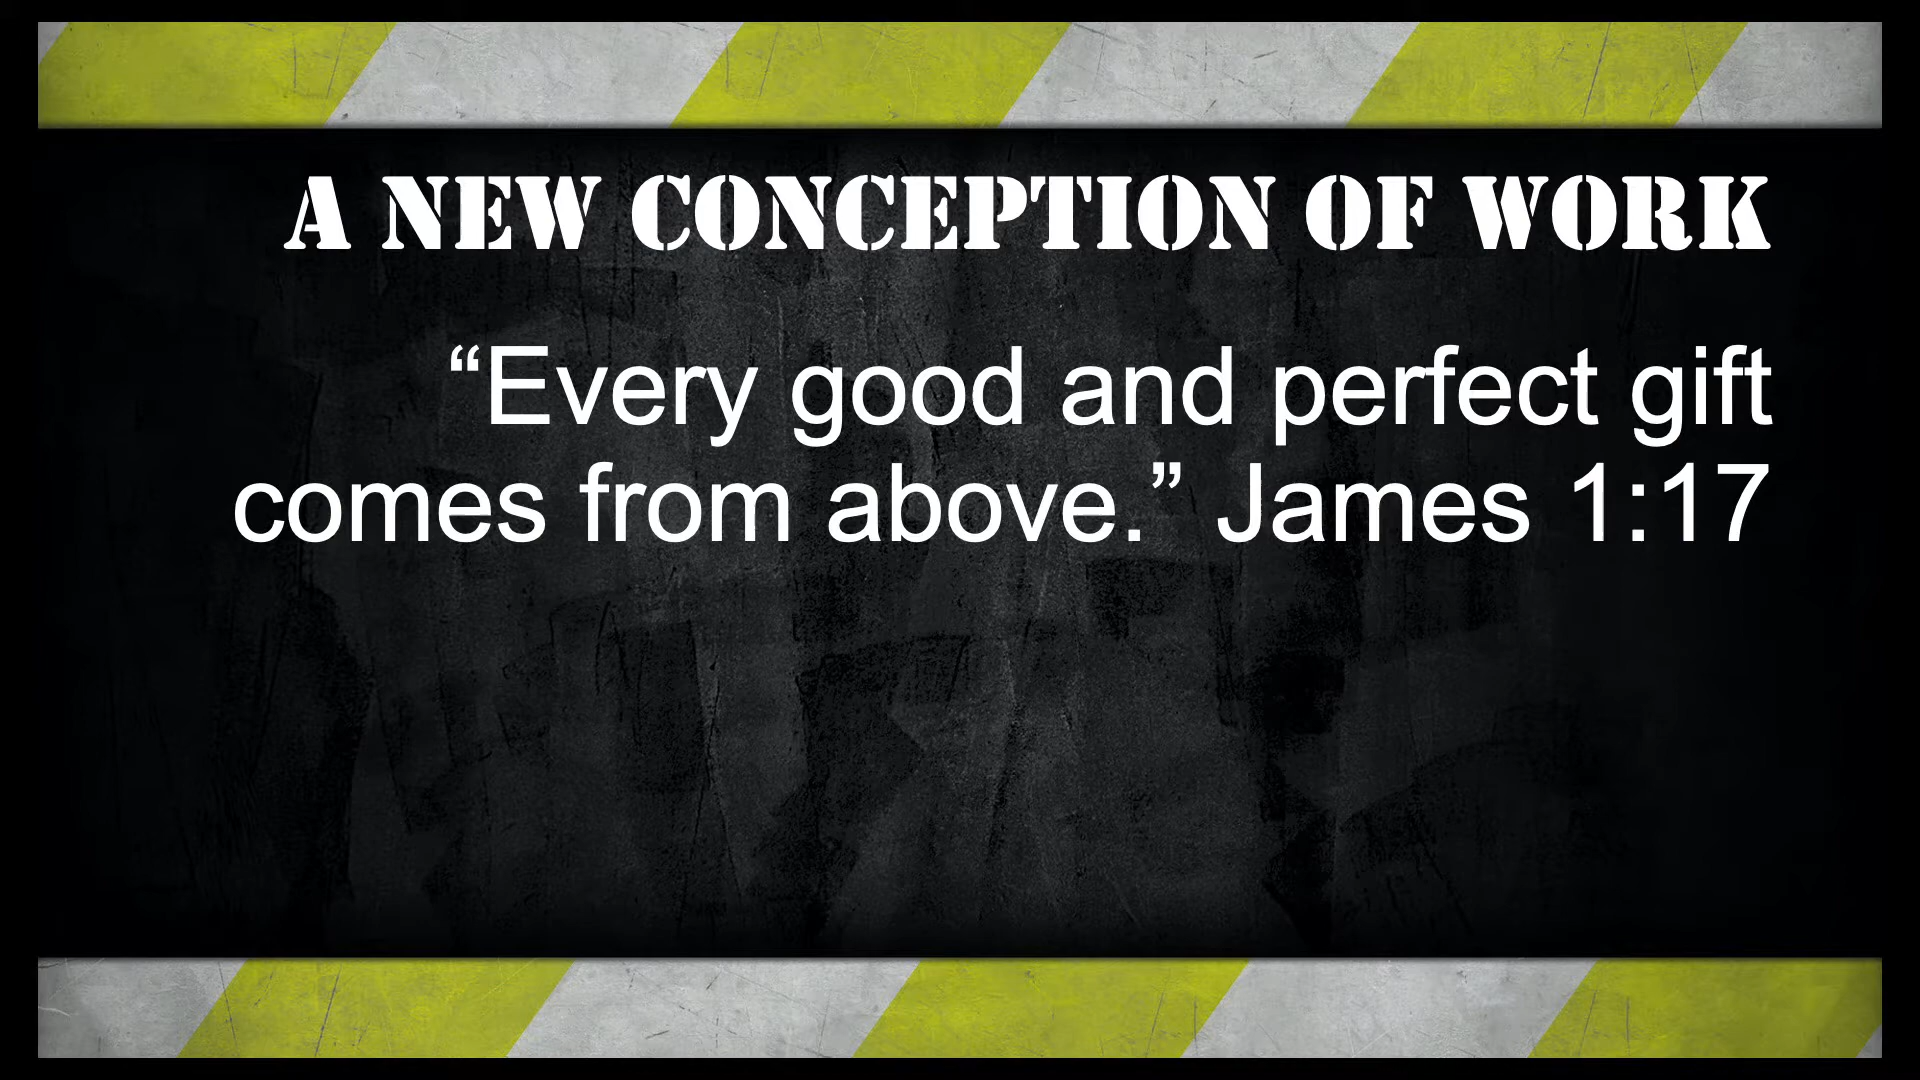 A NEW CONCEPTION OF WORK
“Every good and perfect gift
comes from above.” James 1:17